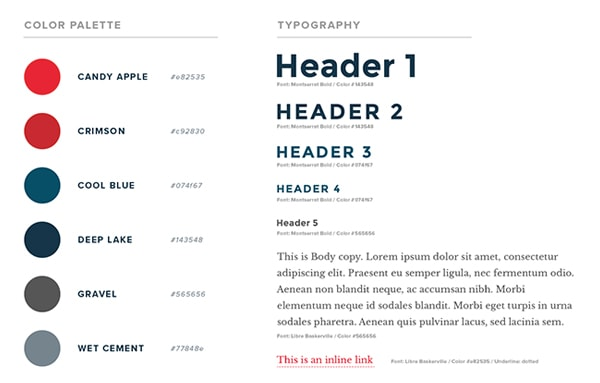 COLOR PALETTE
CANDY APPLE #e82535
CRIMSON #c92830
COOL BLUE #074f67
DEEP LAKE #143548
GRAVEL #565656
WET CEMENT #77848e
TYPOGRAPHY
Header 1
Font: Montserrat Bold / Color #143548
HEADER 2
Font: Montserrat Bold / Color #143548
HEADER 3
Font: Montserrat Bold / Color #074f67
HEADER 4
Font: Montserrat Bold / Color #074f67
Header 5
Font: Montserrat Bold / Color #565656
This is Body copy. Lorem ipsum dolor sit amet, consectetur
adipiscing elit. Praesent eu semper ligula, nec fermentum odio.
Aenean non blandit neque, ac accumsan nibh. Morbi
elementum neque id sodales blandit. Morbi eget turpis in urna
sodales pharetra. Aenean quis pulvinar lacus, sed lacinia sem.
Font: Libre Baskerville / Color #565656
This is an inline link Font: Libre Baskerville / Color #e82535 / Underline dotted